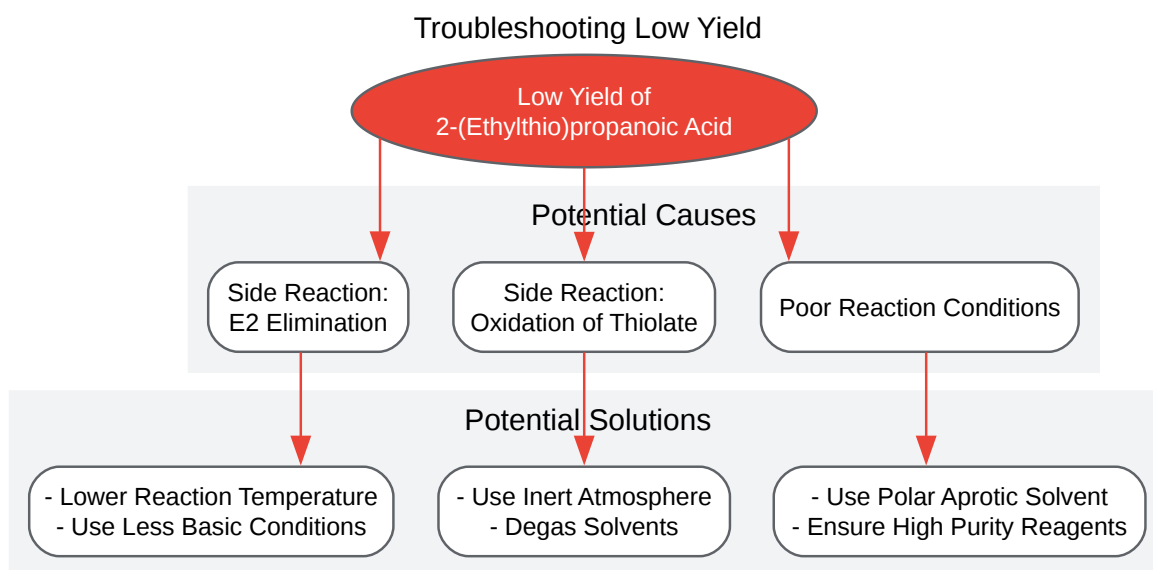 Troubleshooting Low Yield
Low Yield of
2-(Ethylthio)propanoic Acid
Potential Causes
Side Reaction:
E2 Elimination
Side Reaction:
Oxidation of Thiolate
Poor Reaction Conditions
Potential Solutions
- Lower Reaction Temperature
- Use Less Basic Conditions
- Use Inert Atmosphere
- Degas Solvents
- Use Polar Aprotic Solvent
- Ensure High Purity Reagents